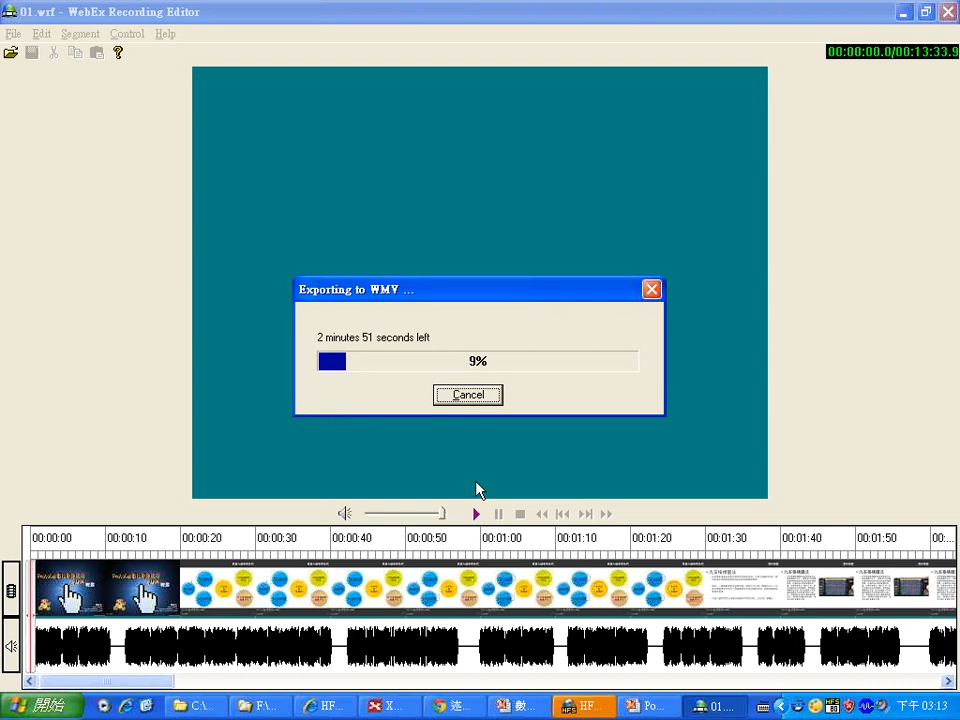 01.wrf - WebEx Recording Editor
File Edit Segment Control Help
00:00:00.0/00:13:33.9
Exporting to WMV ...
2 minutes 51 seconds left
9%
Cancel
00:00:00 00:00:10 00:00:20 00:00:30 00:00:40 00:00:50 00:01:00 00:01:10 00:01:20 00:01:30 00:01:40 00:01:50 00:...
開始 C:\... F:\... HF... X... 迷... 數... HF... Po... 01.... 下午 03:13